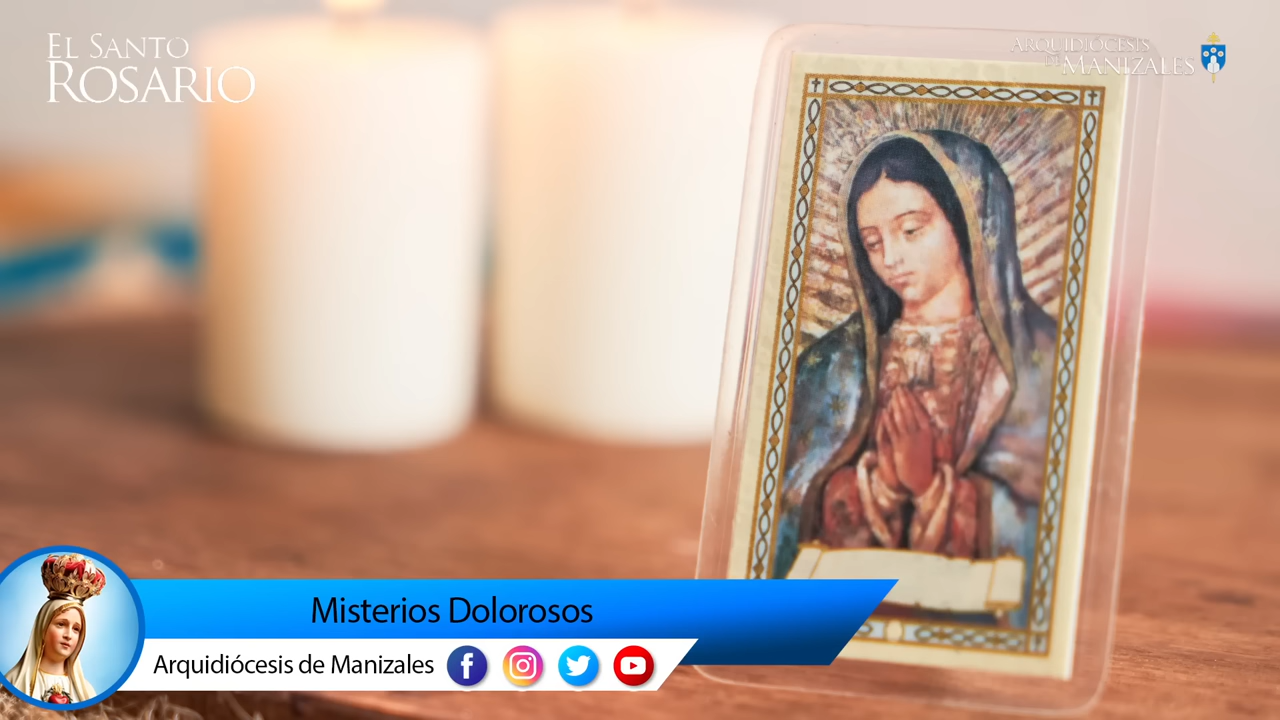 El Santo
Rosario
Arquidiócesis
de Manizales
Misterios Dolorosos
Arquidiócesis de Manizales